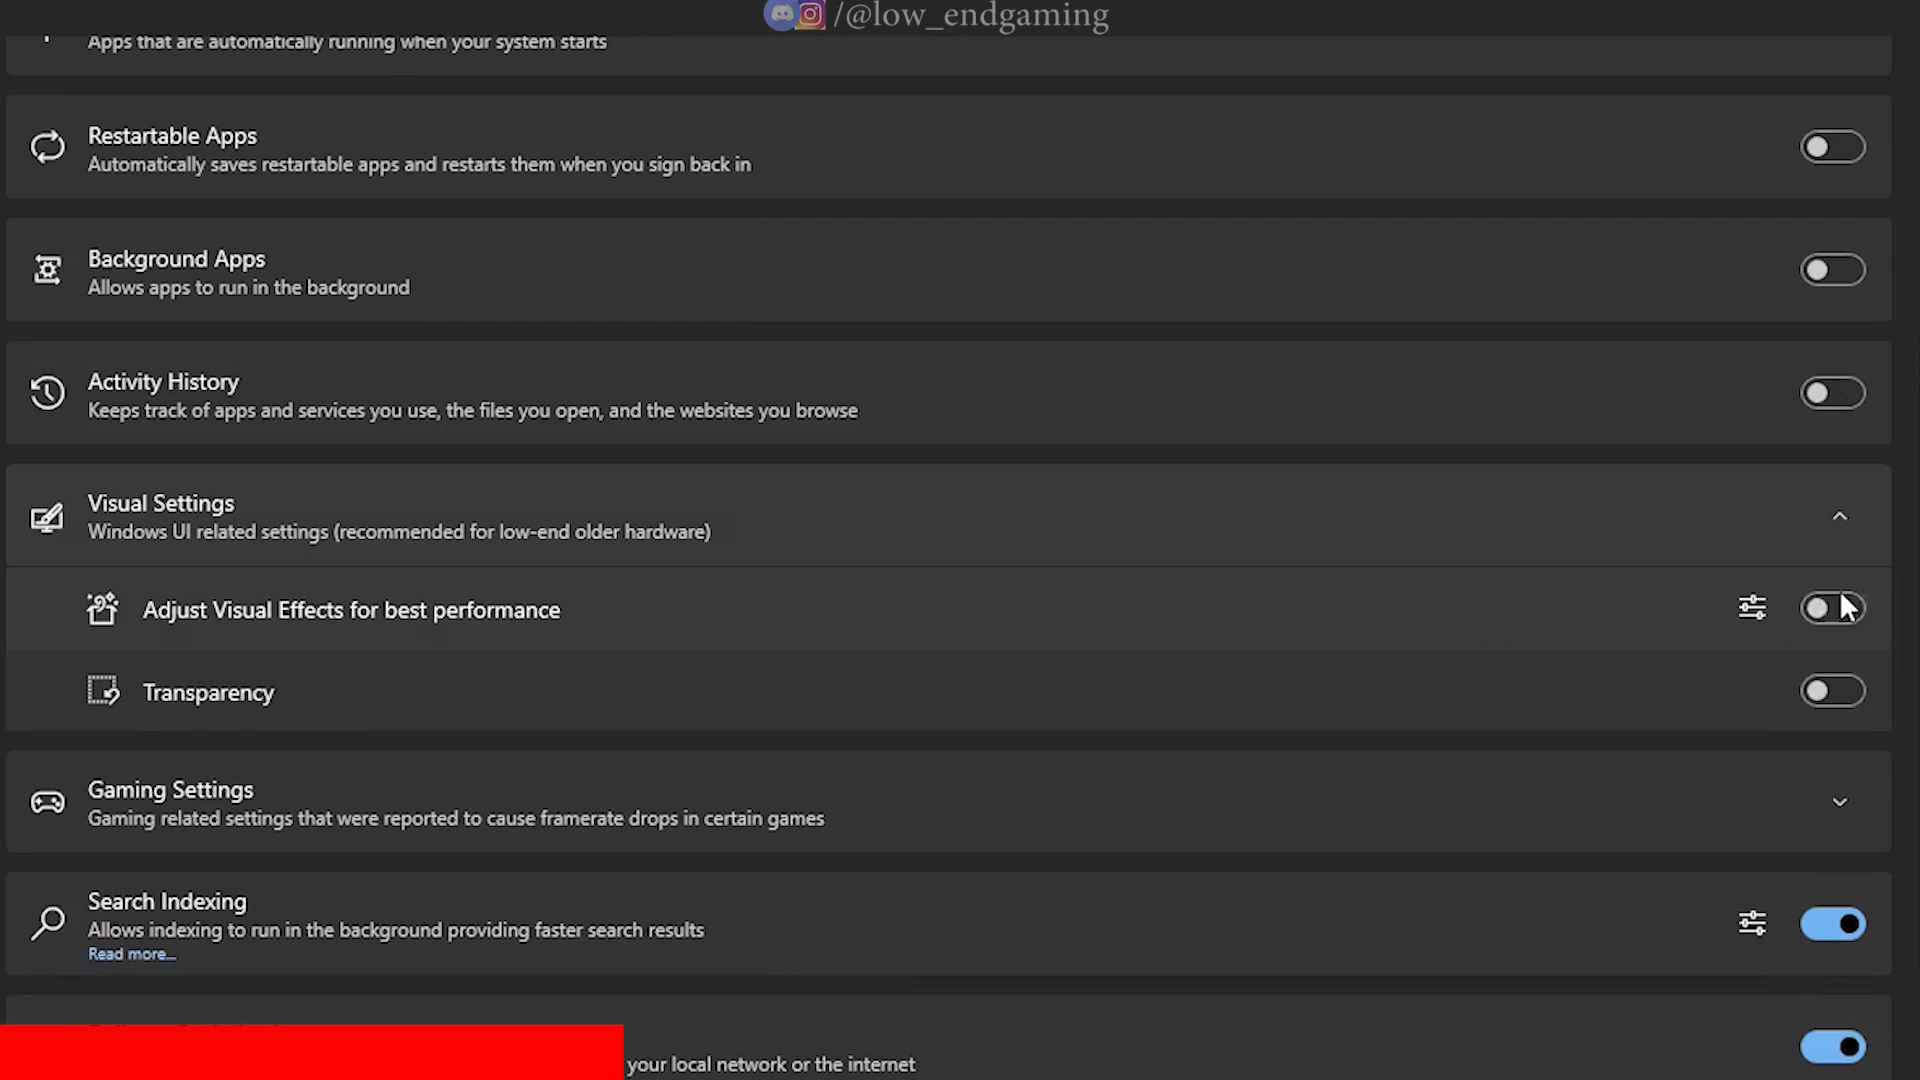 /@low_endgaming
Apps that are automatically running when your system starts
Restartable Apps
Automatically saves restartable apps and restarts them when you sign back in
Background Apps
Allows apps to run in the background
Activity History
Keeps track of apps and services you use, the files you open, and the websites you browse
Visual Settings
Windows UI related settings (recommended for low-end older hardware)
Adjust Visual Effects for best performance
Transparency
Gaming Settings
Gaming related settings that were reported to cause framerate drops in certain games
Search Indexing
Allows indexing to run in the background providing faster search results
Read more...
your local network or the internet